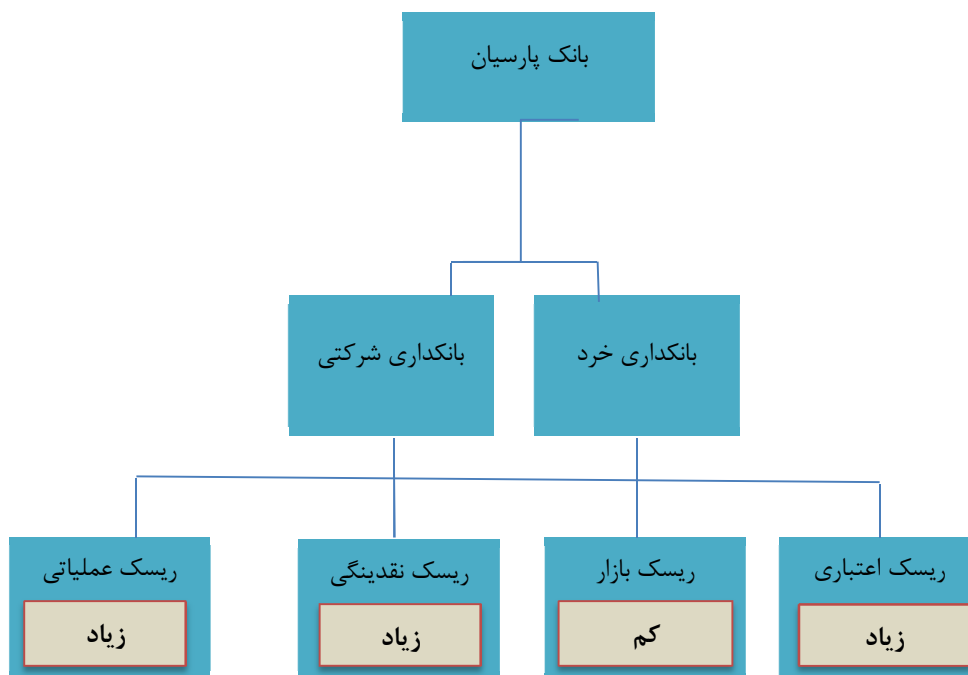 بانک پارسیان
بانکداری خرد
بانکداری شرکتی
ریسک اعتباری
زیاد
ریسک بازار
کم
ریسک نقدینگی
زیاد
ریسک عملیاتی
زیاد